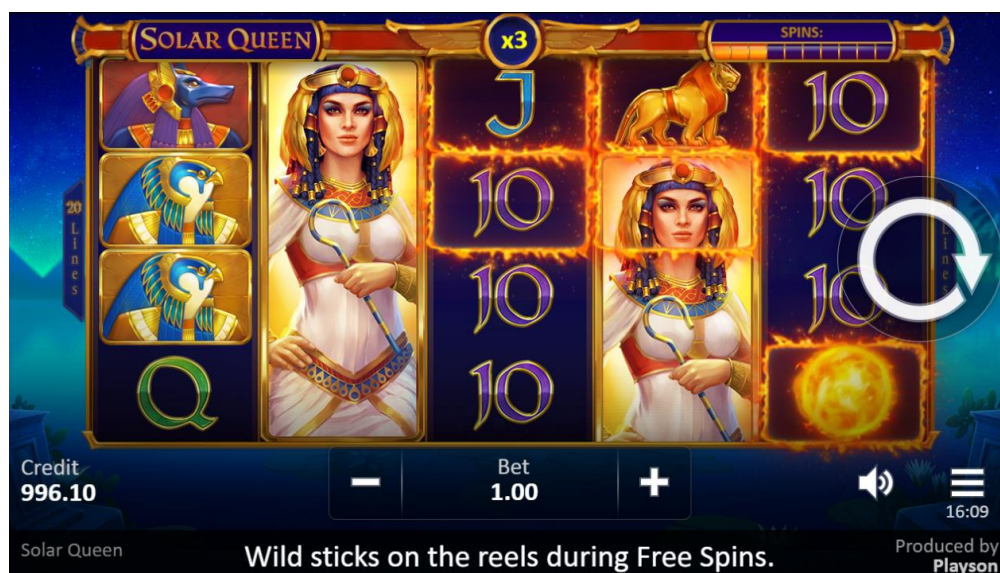 SOLAR QUEEN
x3
SPINS:
J
10
10
10
10
10
10
Q
20
Lines
Lines
Credit
996.10
Bet
1.00
16:09
Solar Queen
Wild sticks on the reels during Free Spins.
Produced by
Playson